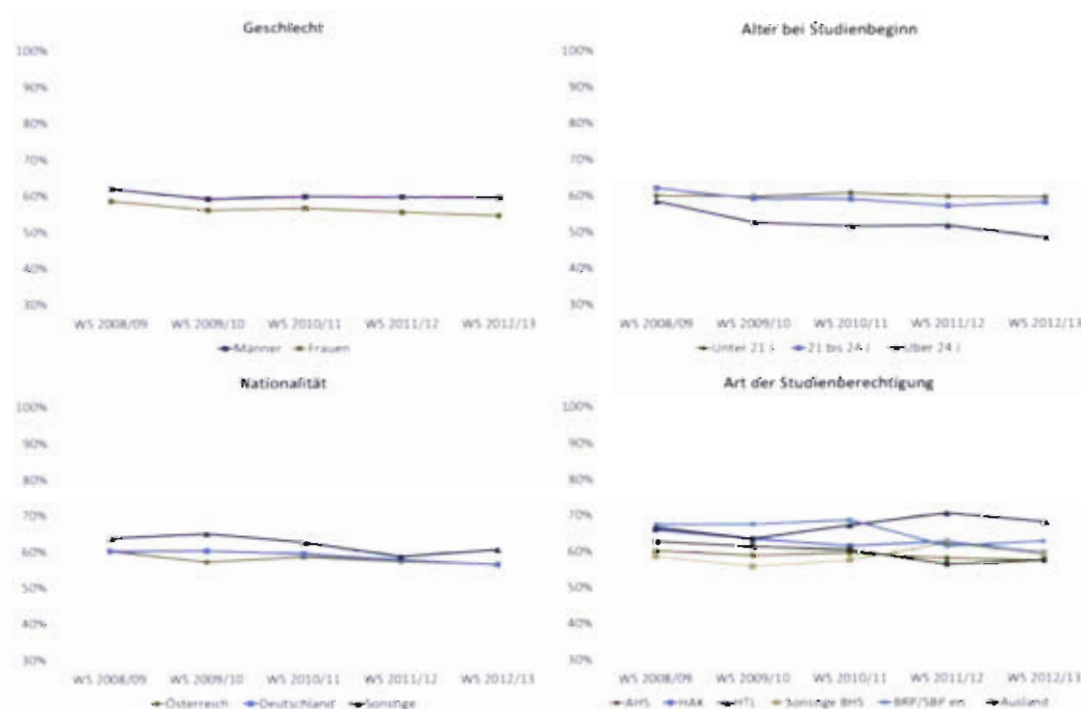 Geschlecht
100%
90%
80%
70%
60%
50%
40%
30%
WS 2008/09 WS 2009/10 WS 2010/11 WS 2011/12 WS 2012/13
Männer Frauen
Alter bei Studienbeginn
100%
90%
80%
70%
60%
50%
40%
30%
WS 2008/09 WS 2009/10 WS 2010/11 WS 2011/12 WS 2012/13
Unter 21 J 21 bis 24 J Über 24 J
Nationalität
100%
90%
80%
70%
60%
50%
40%
30%
WS 2008/09 WS 2009/10 WS 2010/11 WS 2011/12 WS 2012/13
Österreich Deutschland Sonstige
Art der Studienberechtigung
100%
90%
80%
70%
60%
50%
40%
30%
WS 2008/09 WS 2009/10 WS 2010/11 WS 2011/12 WS 2012/13
AHS HAK HTL Sonstige BHS BRP/SBP Ausland